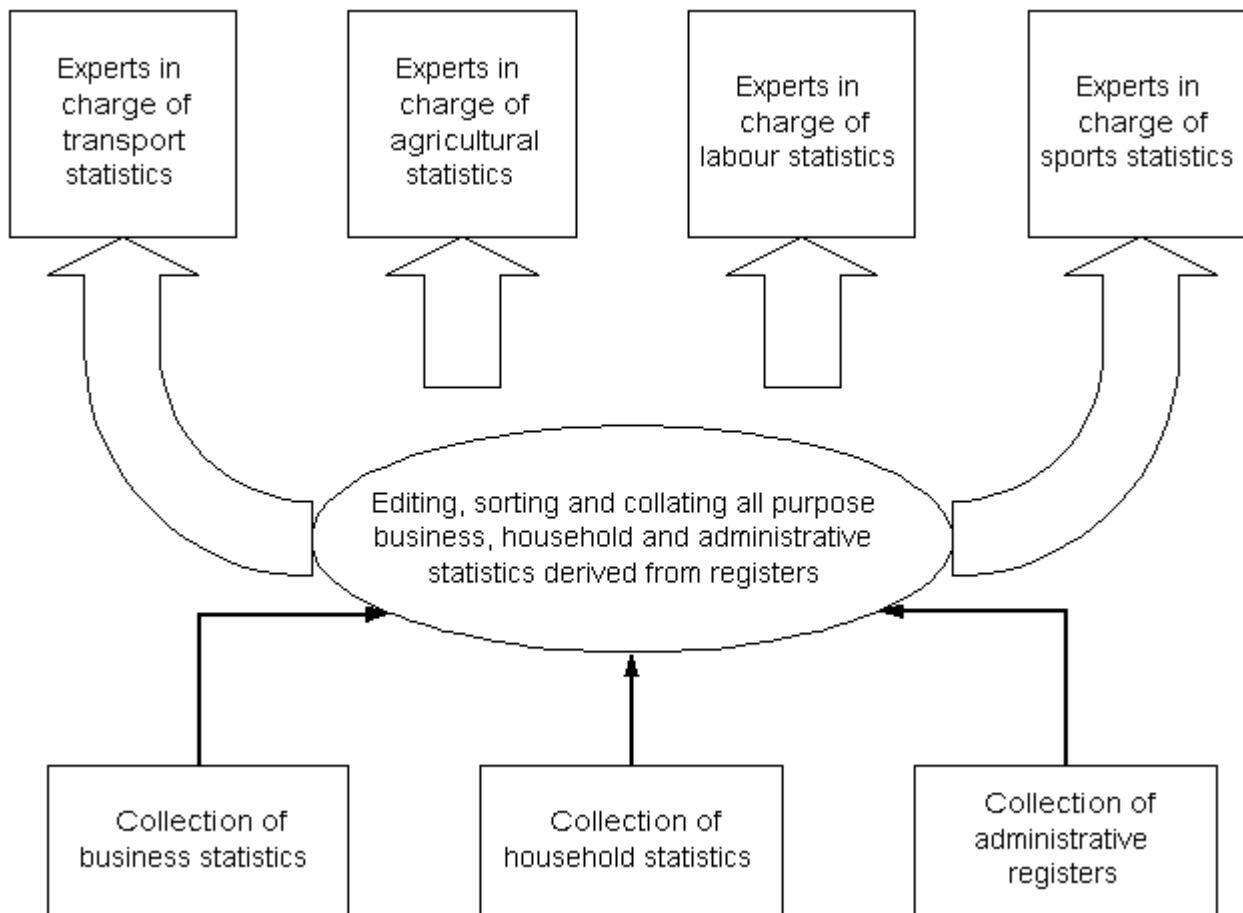 Experts in
charge of
transport
statistics
Experts in
charge of
agricultural
statistics
Experts in
charge of
labour statistics
Experts in
charge of
sports statistics
Editing, sorting and collating all purpose
business, household and administrative
statistics derived from registers
Collection of
business statistics
Collection of
household statistics
Collection of
administrative
registers